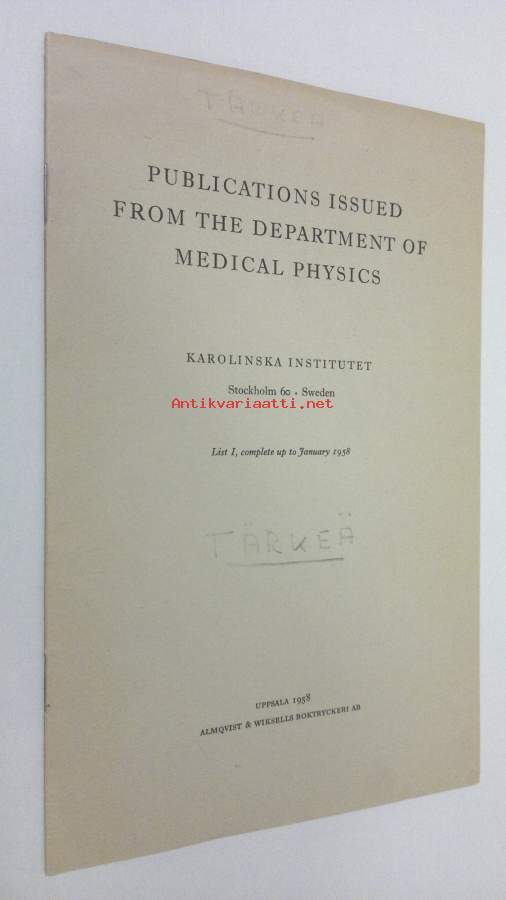 TÄRKEÄ
PUBLICATIONS ISSUED
FROM THE DEPARTMENT OF
MEDICAL PHYSICS
KAROLINSKA INSTITUTET
Stockholm 60 · Sweden
Antikvariaatti.net
List I, complete up to January 1958
TÄRKEÄ
UPPSALA 1958
ALMQVIST & WIKSELLS BOKTRYCKERI AB